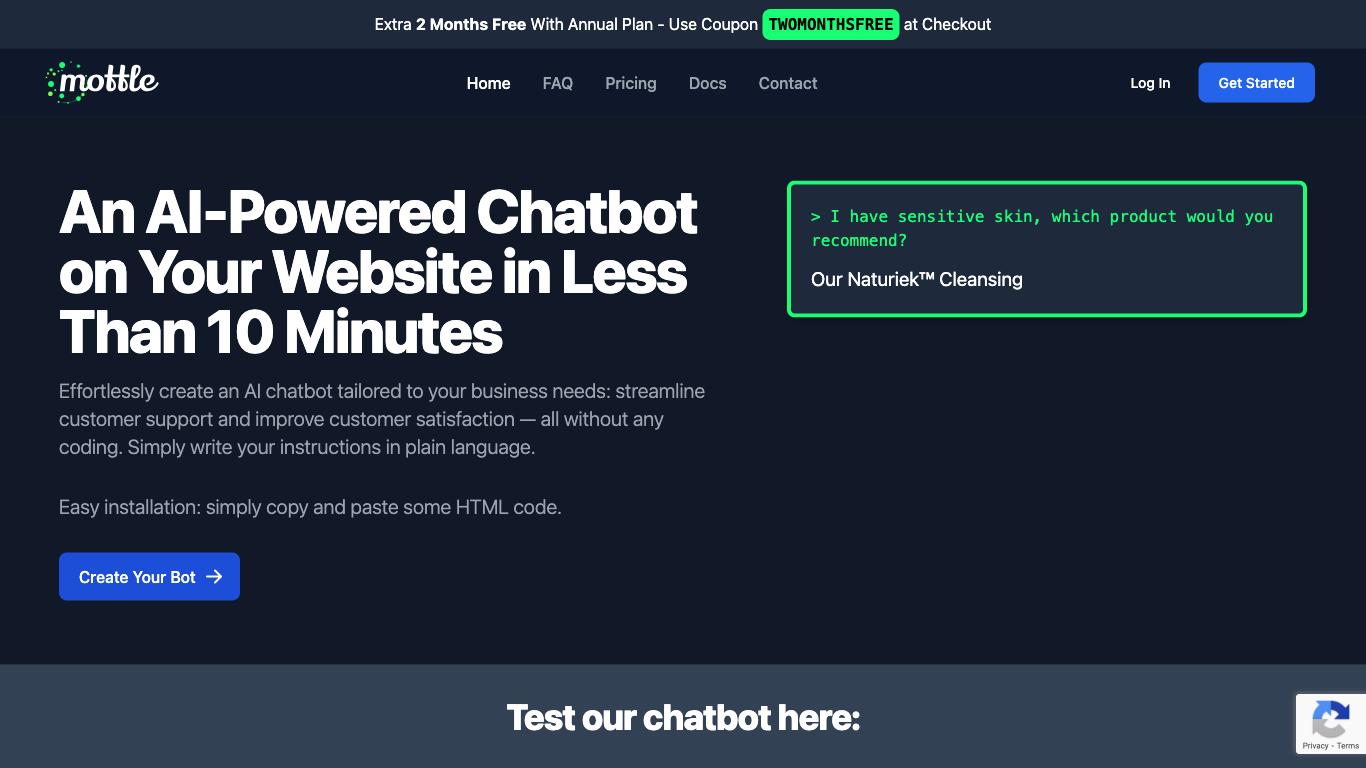 Extra 2 Months Free With Annual Plan - Use Coupon TWOMONTHSFREE at Checkout
mottle
Home FAQ Pricing Docs Contact Log In Get Started
An AI-Powered Chatbot
on Your Website in Less
Than 10 Minutes
Effortlessly create an AI chatbot tailored to your business needs: streamline
customer support and improve customer satisfaction — all without any
coding. Simply write your instructions in plain language.
Easy installation: simply copy and paste some HTML code.
Create Your Bot →
> I have sensitive skin, which product would you
recommend?
Our Naturiek™ Cleansing
Test our chatbot here:
Privacy - Terms